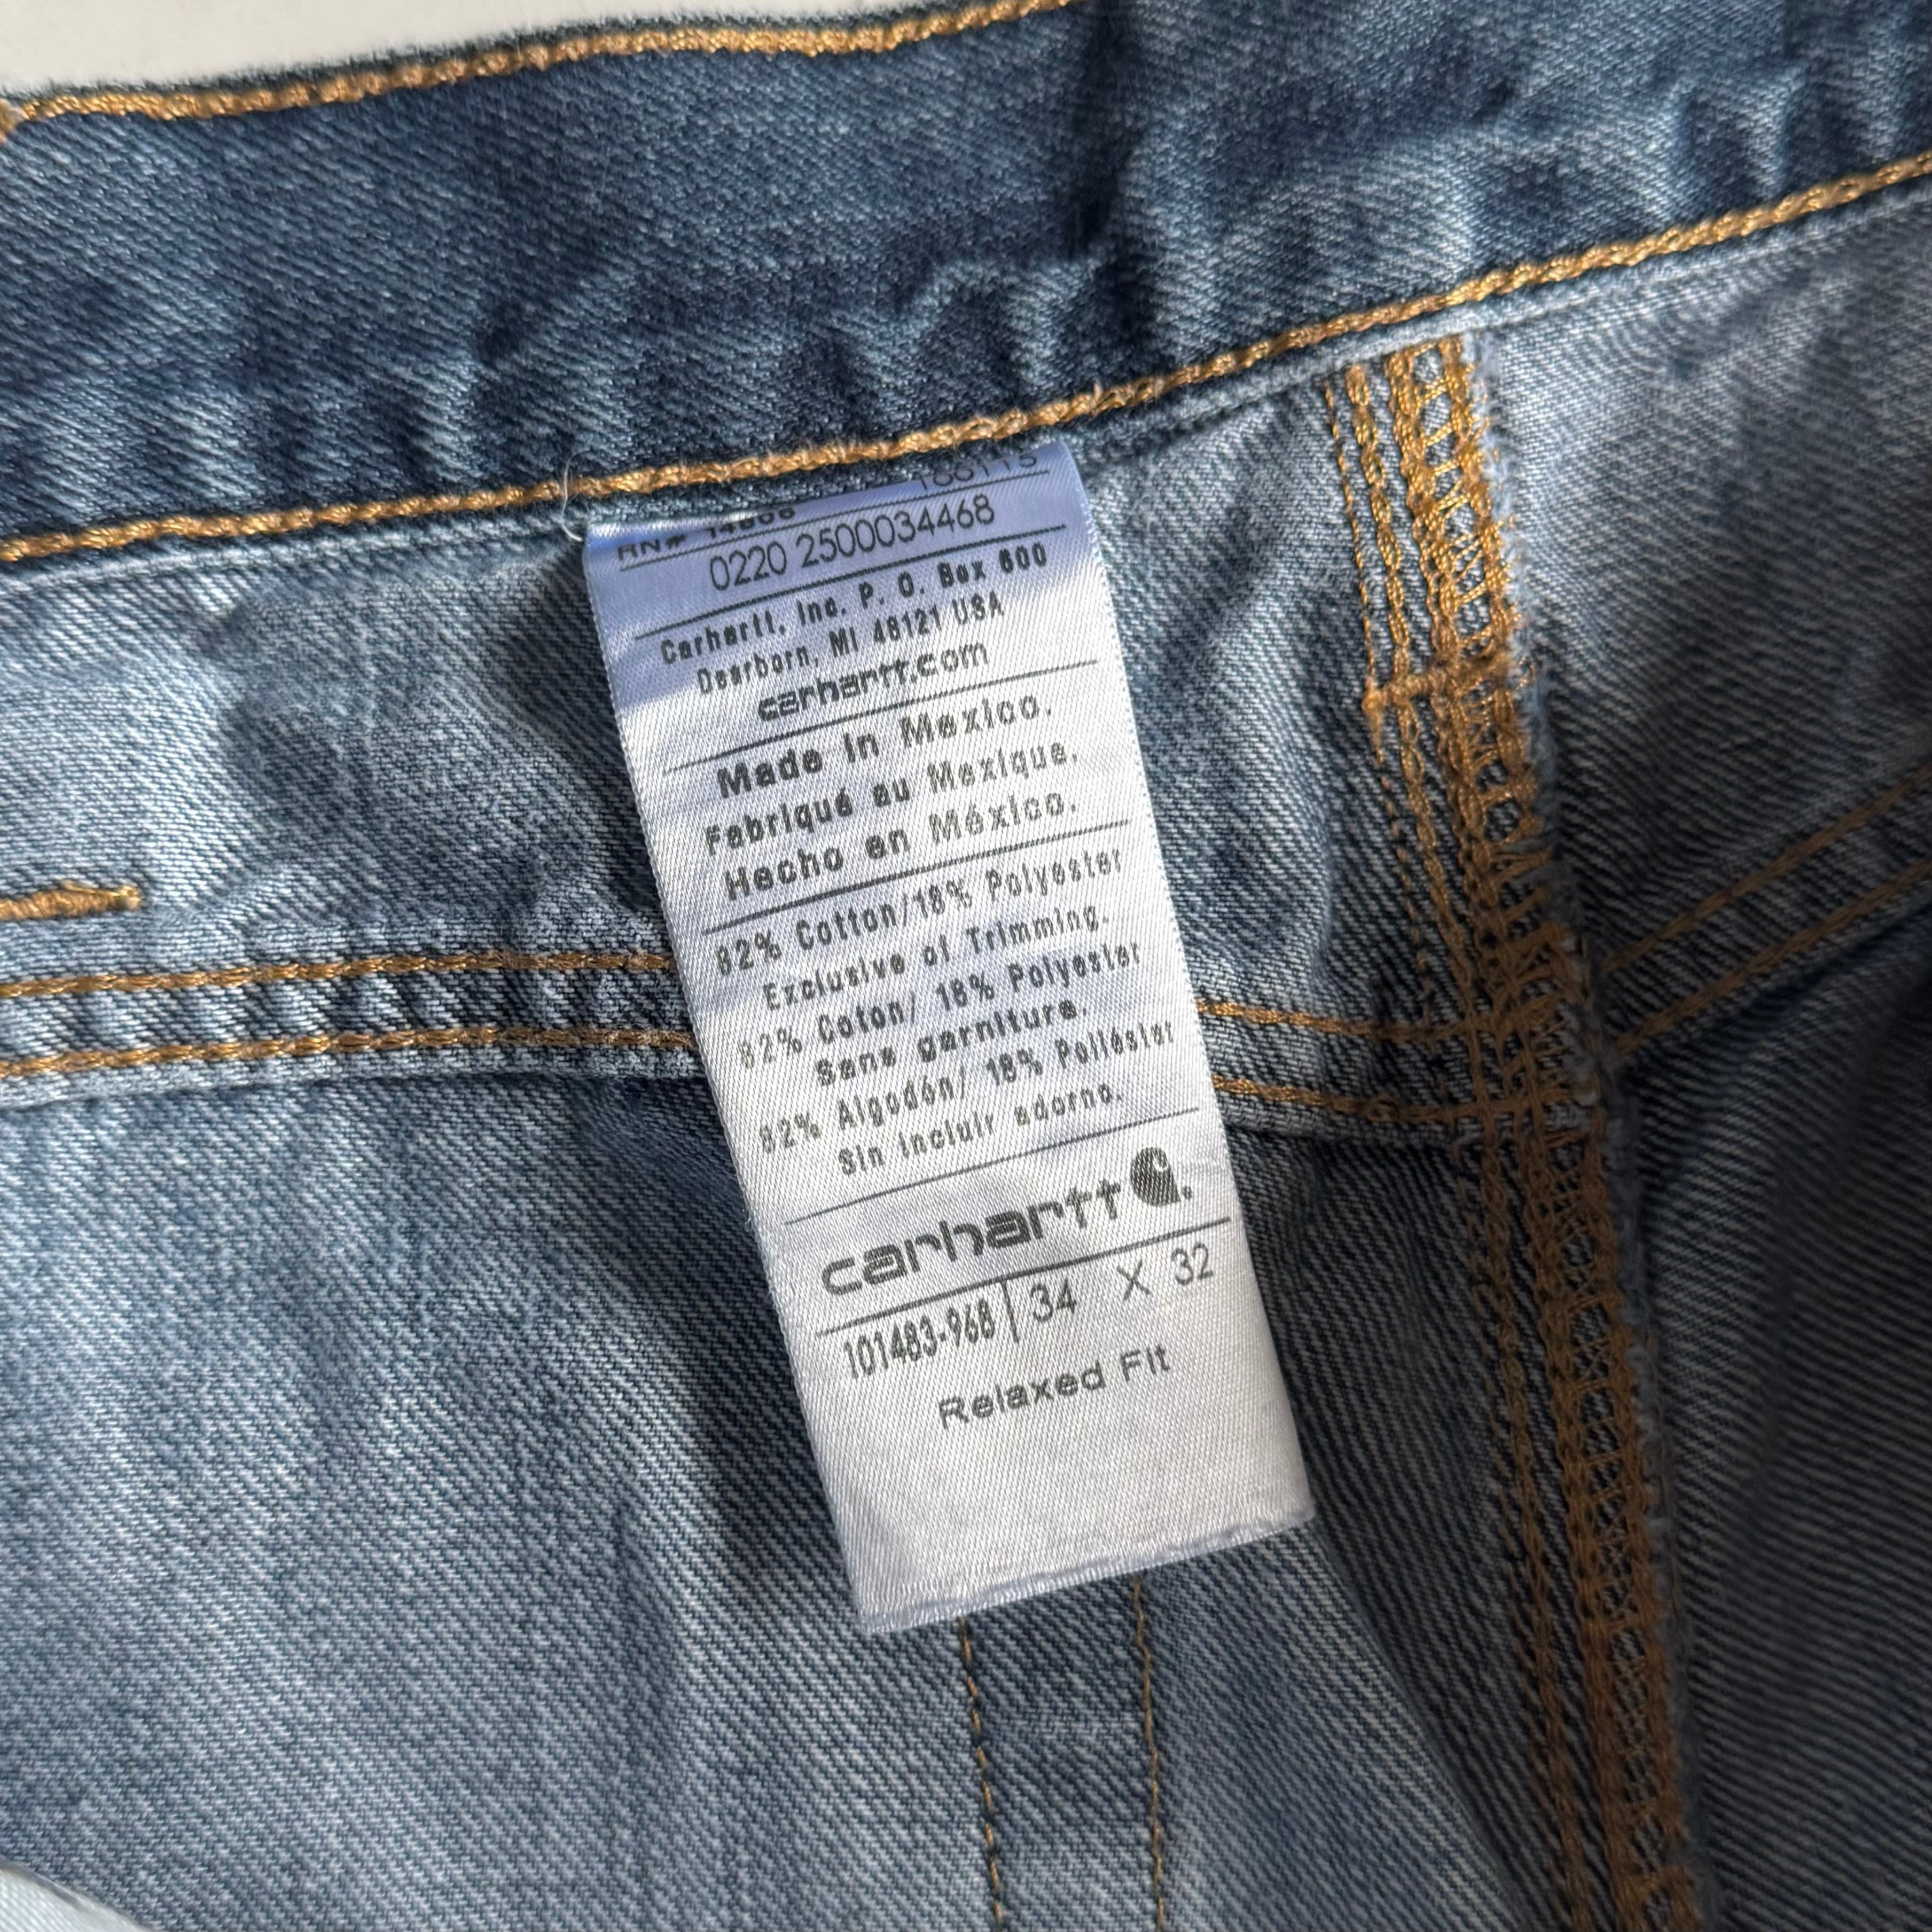 RN# 14806
0220 2500034468
Carhartt, Inc. P. O. Box 600
Dearborn, MI 48121 USA
carhartt.com
Made in Mexico.
Fabriqué au Mexique.
Hecho en México.
82% Cotton/18% Polyester
Exclusive of Trimming.
82% Coton/ 18% Polyester
Sans garniture.
82% Algodón/ 18% Poliéster
Sin incluir adorno.
carhartt
101483-968 | 34 X 32
Relaxed Fit